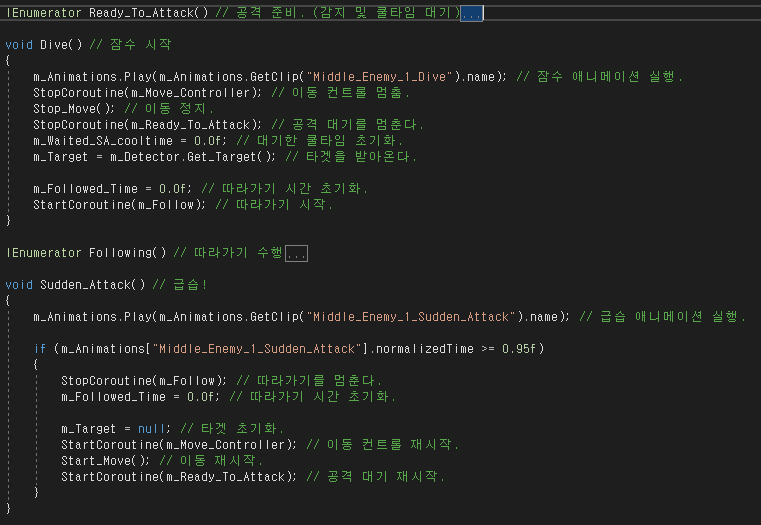 IEnumerator Ready_To_Attack() // 공격 준비. (감지 및 쿨타임 대기)...
void Dive() // 잠수 시작
{
m_Animations.Play(m_Animations.GetClip("Middle_Enemy_1_Dive").name); // 잠수 애니메이션 실행.
StopCoroutine(m_Move_Controller); // 이동 컨트롤 멈춤.
Stop_Move(); // 이동 정지.
StopCoroutine(m_Ready_To_Attack); // 공격 대기를 멈춘다.
m_Waited_SA_cooltime = 0.0f; // 대기한 쿨타임 초기화.
m_Target = m_Detector.Get_Target(); // 타겟을 받아온다.
m_Followed_Time = 0.0f; // 따라가기 시간 초기화.
StartCoroutine(m_Follow); // 따라가기 시작.
}
IEnumerator Following() // 따라가기 수행...
void Sudden_Attack() // 급습!
{
m_Animations.Play(m_Animations.GetClip("Middle_Enemy_1_Sudden_Attack").name); // 급습 애니메이션 실행.
if (m_Animations["Middle_Enemy_1_Sudden_Attack"].normalizedTime >= 0.95f)
{
StopCoroutine(m_Follow); // 따라가기를 멈춘다.
m_Followed_Time = 0.0f; // 따라가기 시간 초기화.
m_Target = null; // 타겟 초기화.
StartCoroutine(m_Move_Controller); // 이동 컨트롤 재시작.
Start_Move(); // 이동 재시작.
StartCoroutine(m_Ready_To_Attack); // 공격 대기 재시작.
}
}